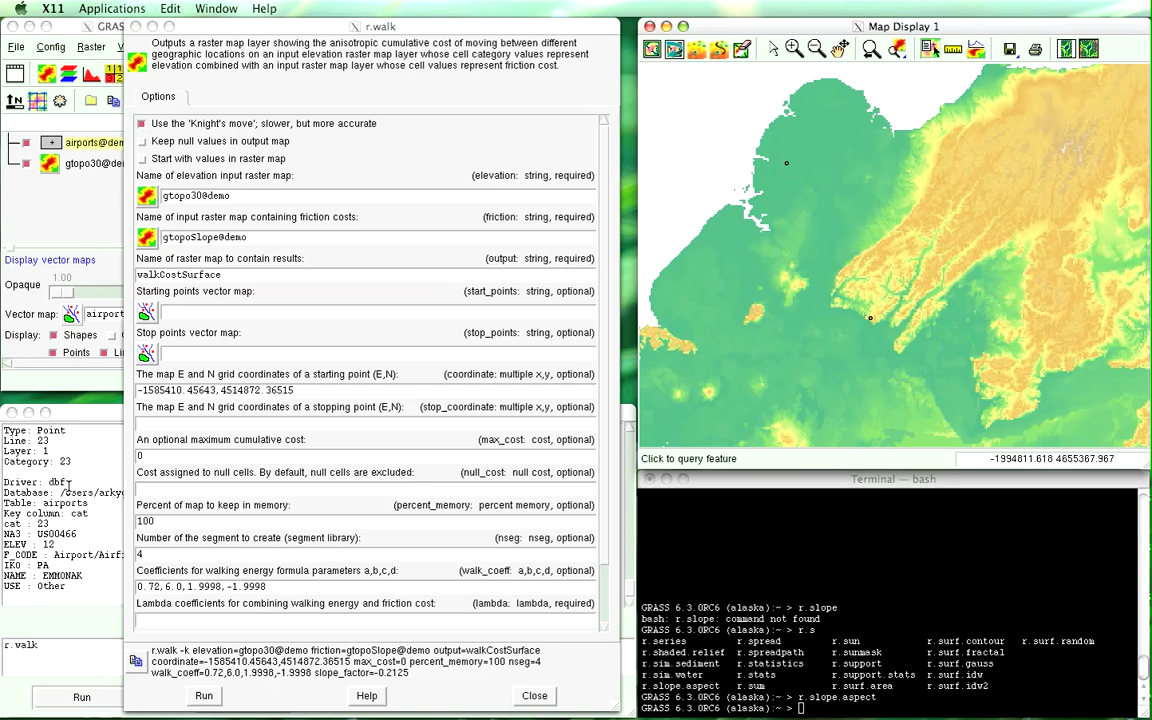 X11 Applications Edit Window Help
GRAS
File Config Raster
airports@demo
gtopo30@der
Display vector maps
1.00
Opaque
Vector map: airport
Display: Shapes
Points Lin
Type: Point
Line: 23
Layer: 1
Category: 23
Driver: dbf
Database: /Users/arkyg
Table: airports
Key column: cat
cat : 23
NA3 : US00466
ELEV : 12
F_CODE : Airport/Airf
IKO : PA
NAME : EMMONAK
USE : Other
r.walk
Run
r.walk
Outputs a raster map layer showing the anisotropic cumulative cost of moving between different
geographic locations on an input elevation raster map layer whose cell category values represent
elevation combined with an input raster map layer whose cell values represent friction cost.
Options
Use the 'Knight's move'; slower, but more accurate
Keep null values in output map
Start with values in raster map
Name of elevation input raster map: (elevation: string, required)
gtopo30@demo
Name of input raster map containing friction costs: (friction: string, required)
gtopoSlope@demo
Name of raster map to contain results: (output: string, required)
walkCostSurface
Starting points vector map: (start_points: string, optional)
Stop points vector map: (stop_points: string, optional)
The map E and N grid coordinates of a starting point (E,N): (coordinate: multiple x,y, optional)
-1585410.45643,4514872.36515
The map E and N grid coordinates of a stopping point (E,N): (stop_coordinate: multiple x,y, optional)
An optional maximum cumulative cost: (max_cost: cost, optional)
0
Cost assigned to null cells. By default, null cells are excluded: (null_cost: null cost, optional)
Percent of map to keep in memory: (percent_memory: percent memory, optional)
100
Number of the segment to create (segment library): (nseg: nseg, optional)
4
Coefficients for walking energy formula parameters a,b,c,d: (walk_coeff: a,b,c,d, optional)
0.72,6.0,1.9998,-1.9998
Lambda coefficients for combining walking energy and friction cost: (lambda: lambda, required)
r.walk -k elevation=gtopo30@demo friction=gtopoSlope@demo output=walkCostSurface
coordinate=-1585410.45643,4514872.36515 max_cost=0 percent_memory=100 nseg=4
walk_coeff=0.72,6.0,1.9998,-1.9998 slope_factor=-0.2125
Run Help Close
Map Display 1
Click to query feature -1994811.618 4655367.967
Terminal — bash
GRASS 6.3.0RC6 (alaska):~ > r.slope
bash: r.slope: command not found
GRASS 6.3.0RC6 (alaska):~ > r.s
r.series r.spread r.sun r.surf.contour r.surf.random
r.shaded.relief r.spreadpath r.sunmask r.surf.fractal
r.sim.sediment r.statistics r.support r.surf.gauss
r.sim.water r.stats r.support.stats r.surf.idw
r.slope.aspect r.sum r.surf.area r.surf.idw2
GRASS 6.3.0RC6 (alaska):~ > r.slope.aspect
GRASS 6.3.0RC6 (alaska):~ >